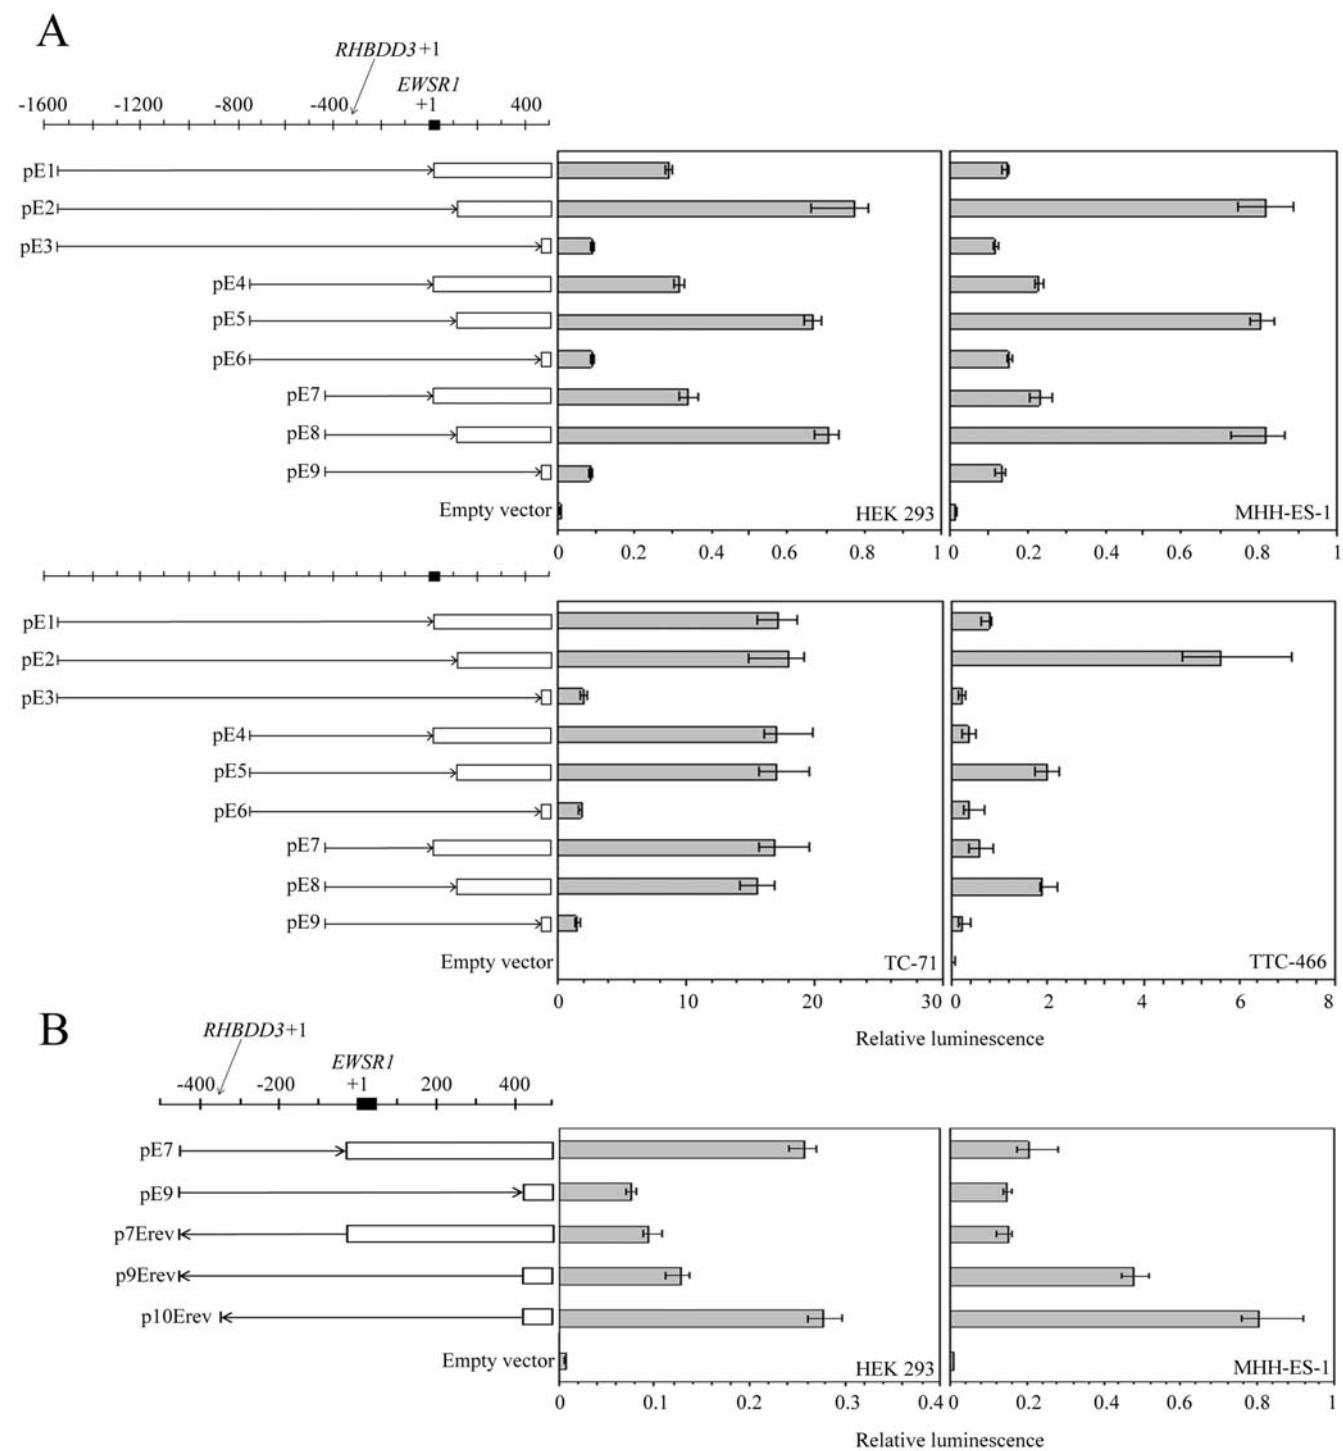 A
RHBDD3+1
EWSR1
-1600 -1200 -800 -400 +1 400
pE1
pE2
pE3
pE4
pE5
pE6
pE7
pE8
pE9
Empty vector
HEK 293
MHH-ES-1
0 0.2 0.4 0.6 0.8 1
0 0.2 0.4 0.6 0.8 1
pE1
pE2
pE3
pE4
pE5
pE6
pE7
pE8
pE9
Empty vector
TC-71
TTC-466
0 10 20 30
0 2 4 6 8
Relative luminescence
B
RHBDD3+1
EWSR1
-400 -200 +1 200 400
pE7
pE9
p7Erev
p9Erev
p10Erev
Empty vector
HEK 293
MHH-ES-1
0 0.1 0.2 0.3 0.4
0 0.2 0.4 0.6 0.8 1
Relative luminescence